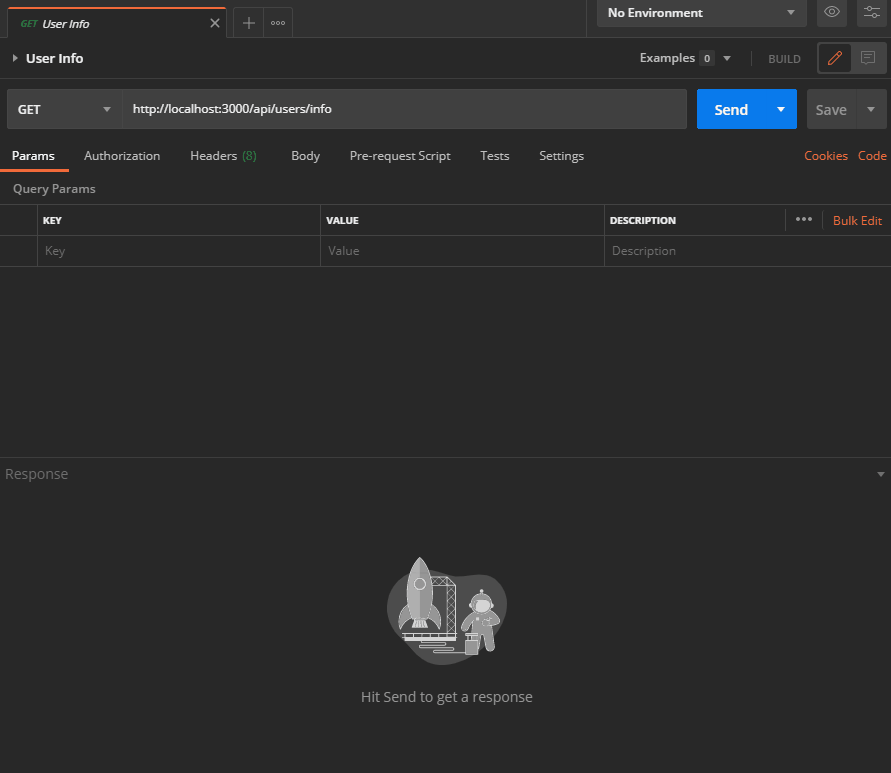 GET User Info
No Environment
User Info
Examples 0
BUILD
GET
http://localhost:3000/api/users/info
Send
Save
Params Authorization Headers (8) Body Pre-request Script Tests Settings Cookies Code
Query Params
KEY VALUE DESCRIPTION Bulk Edit
Key Value Description
Response
Hit Send to get a response